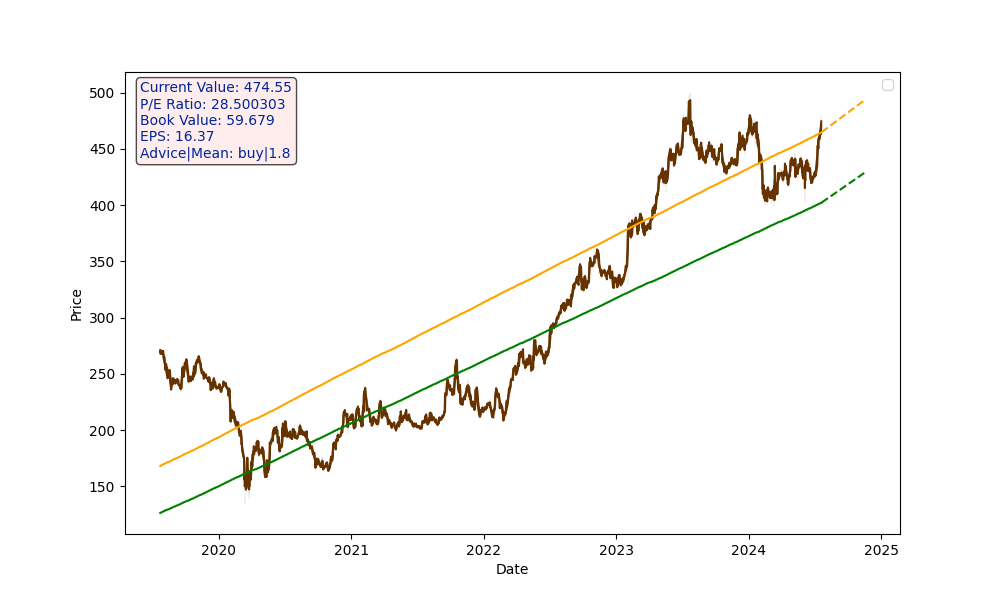 Current Value: 474.55
P/E Ratio: 28.500303
Book Value: 59.679
EPS: 16.37
Advice|Mean: buy|1.8
500
450
400
350
300
250
200
150
Price
2020 2021 2022 2023 2024 2025
Date